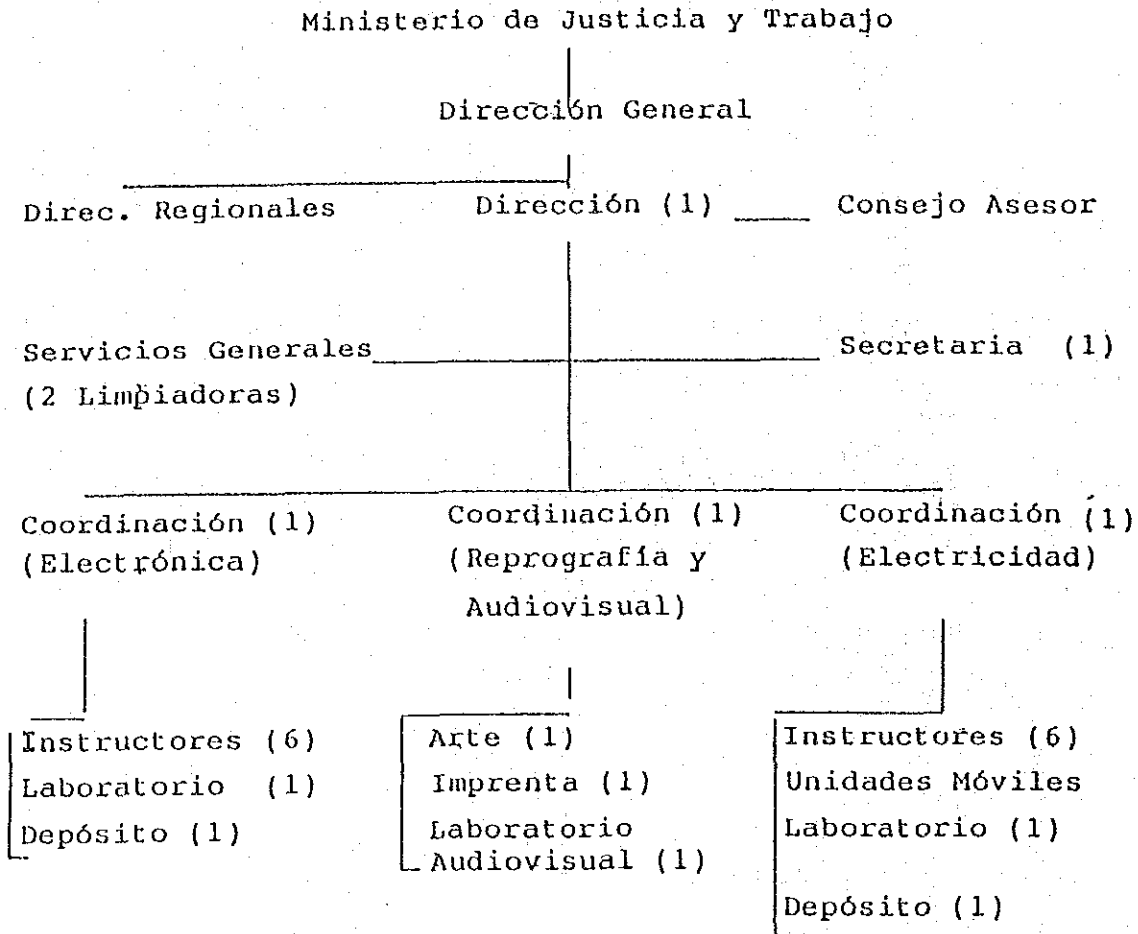 Ministerio de Justicia y Trabajo
Dirección General
Direc. Regionales
Dirección (1)
Consejo Asesor
Servicios Generales
(2 Limpiadoras)
Secretaria (1)
Coordinación (1)
(Electrónica)
Coordinación (1)
(Reprografía y
Audiovisual)
Coordinación (1)
(Electricidad)
Instructores (6)
Laboratorio (1)
Depósito (1)
Arte (1)
Imprenta (1)
Laboratorio
Audiovisual (1)
Instructores (6)
Unidades Móviles
Laboratorio (1)
Depósito (1)